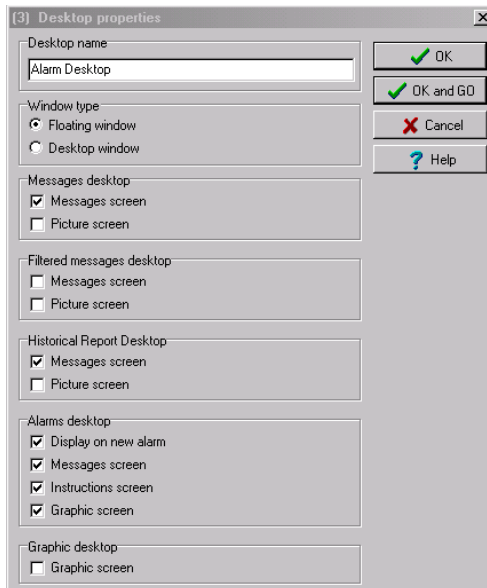 (3) Desktop properties
Desktop name
Alarm Desktop
OK
OK and GO
Cancel
Help
Window type
Floating window
Desktop window
Messages desktop
Messages screen
Picture screen
Filtered messages desktop
Messages screen
Picture screen
Historical Report Desktop
Messages screen
Picture screen
Alarms desktop
Display on new alarm
Messages screen
Instructions screen
Graphic screen
Graphic desktop
Graphic screen